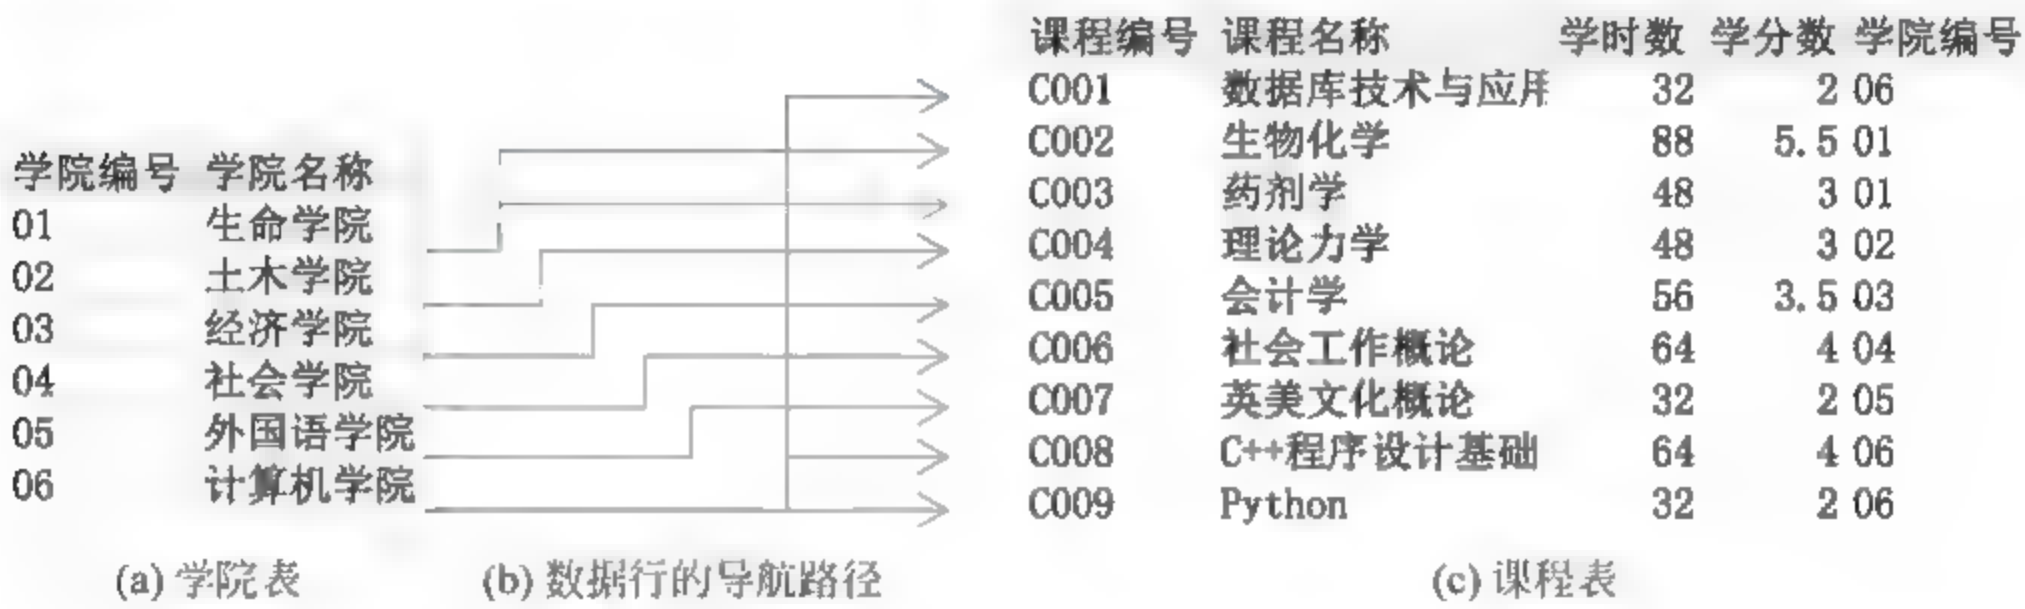 学院编号 学院名称
01 生命学院
02 土木学院
03 经济学院
04 社会学院
05 外国语学院
06 计算机学院
(a) 学院表
(b) 数据行的导航路径
课程编号 课程名称 学时数 学分数 学院编号
C001 数据库技术与应用 32 2 06
C002 生物化学 88 5.5 01
C003 药剂学 48 3 01
C004 理论力学 48 3 02
C005 会计学 56 3.5 03
C006 社会工作概论 64 4 04
C007 英美文化概论 32 2 05
C008 C++程序设计基础 64 4 06
C009 Python 32 2 06
(c) 课程表